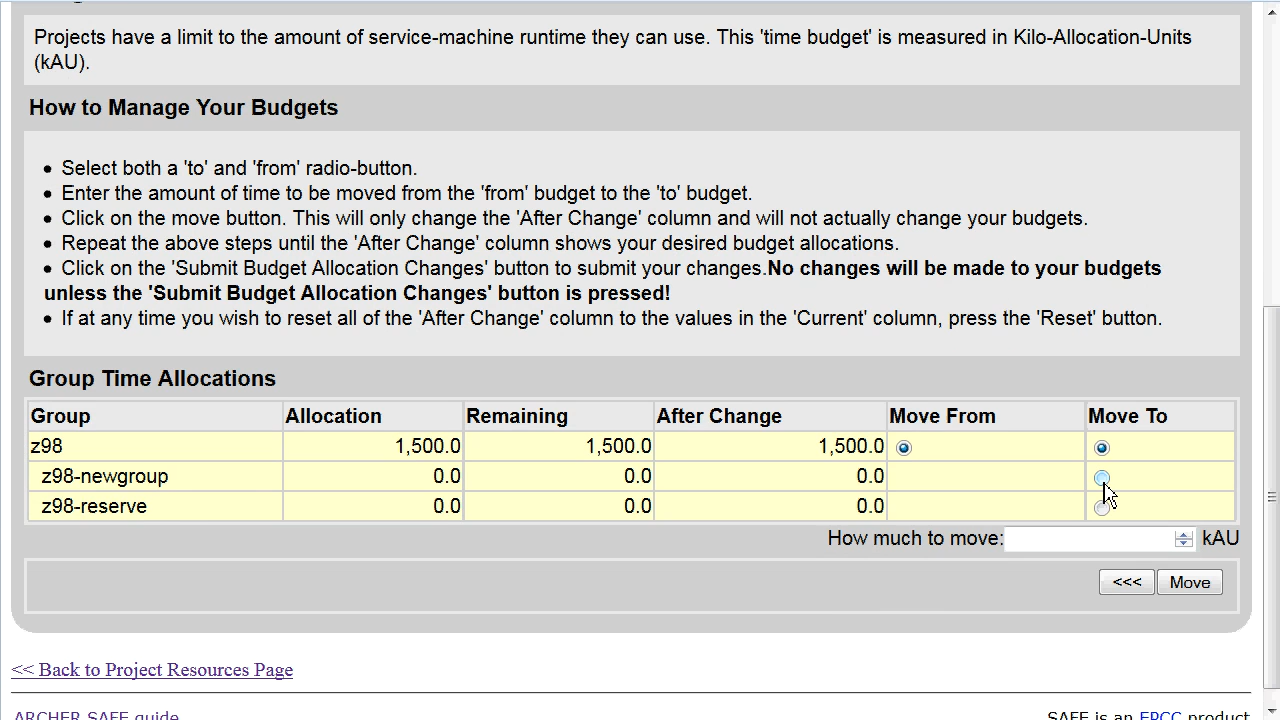 Projects have a limit to the amount of service-machine runtime they can use. This 'time budget' is measured in Kilo-Allocation-Units
(kAU).
How to Manage Your Budgets
• Select both a 'to' and 'from' radio-button.
• Enter the amount of time to be moved from the 'from' budget to the 'to' budget.
• Click on the move button. This will only change the 'After Change' column and will not actually change your budgets.
• Repeat the above steps until the 'After Change' column shows your desired budget allocations.
• Click on the 'Submit Budget Allocation Changes' button to submit your changes.No changes will be made to your budgets
unless the 'Submit Budget Allocation Changes' button is pressed!
• If at any time you wish to reset all of the 'After Change' column to the values in the 'Current' column, press the 'Reset' button.
Group Time Allocations
Group Allocation Remaining After Change Move From Move To
z98 1,500.0 1,500.0 1,500.0
z98-newgroup 0.0 0.0 0.0
z98-reserve 0.0 0.0 0.0
How much to move: kAU
<<< Move
<< Back to Project Resources Page
ARCHER SAFE guide SAFE is an EPCC product